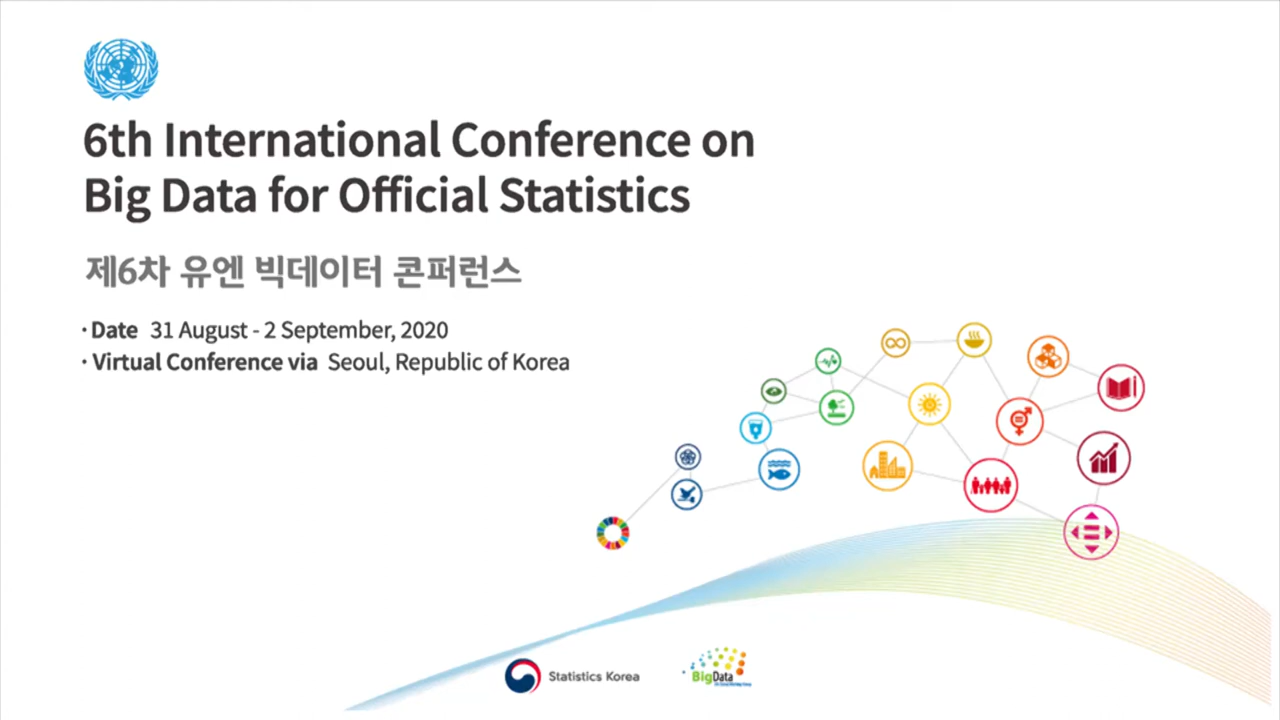 6th International Conference on
Big Data for Official Statistics
제6차 유엔 빅데이터 콘퍼런스
· Date 31 August - 2 September, 2020
· Virtual Conference via Seoul, Republic of Korea
Statistics Korea
BigData